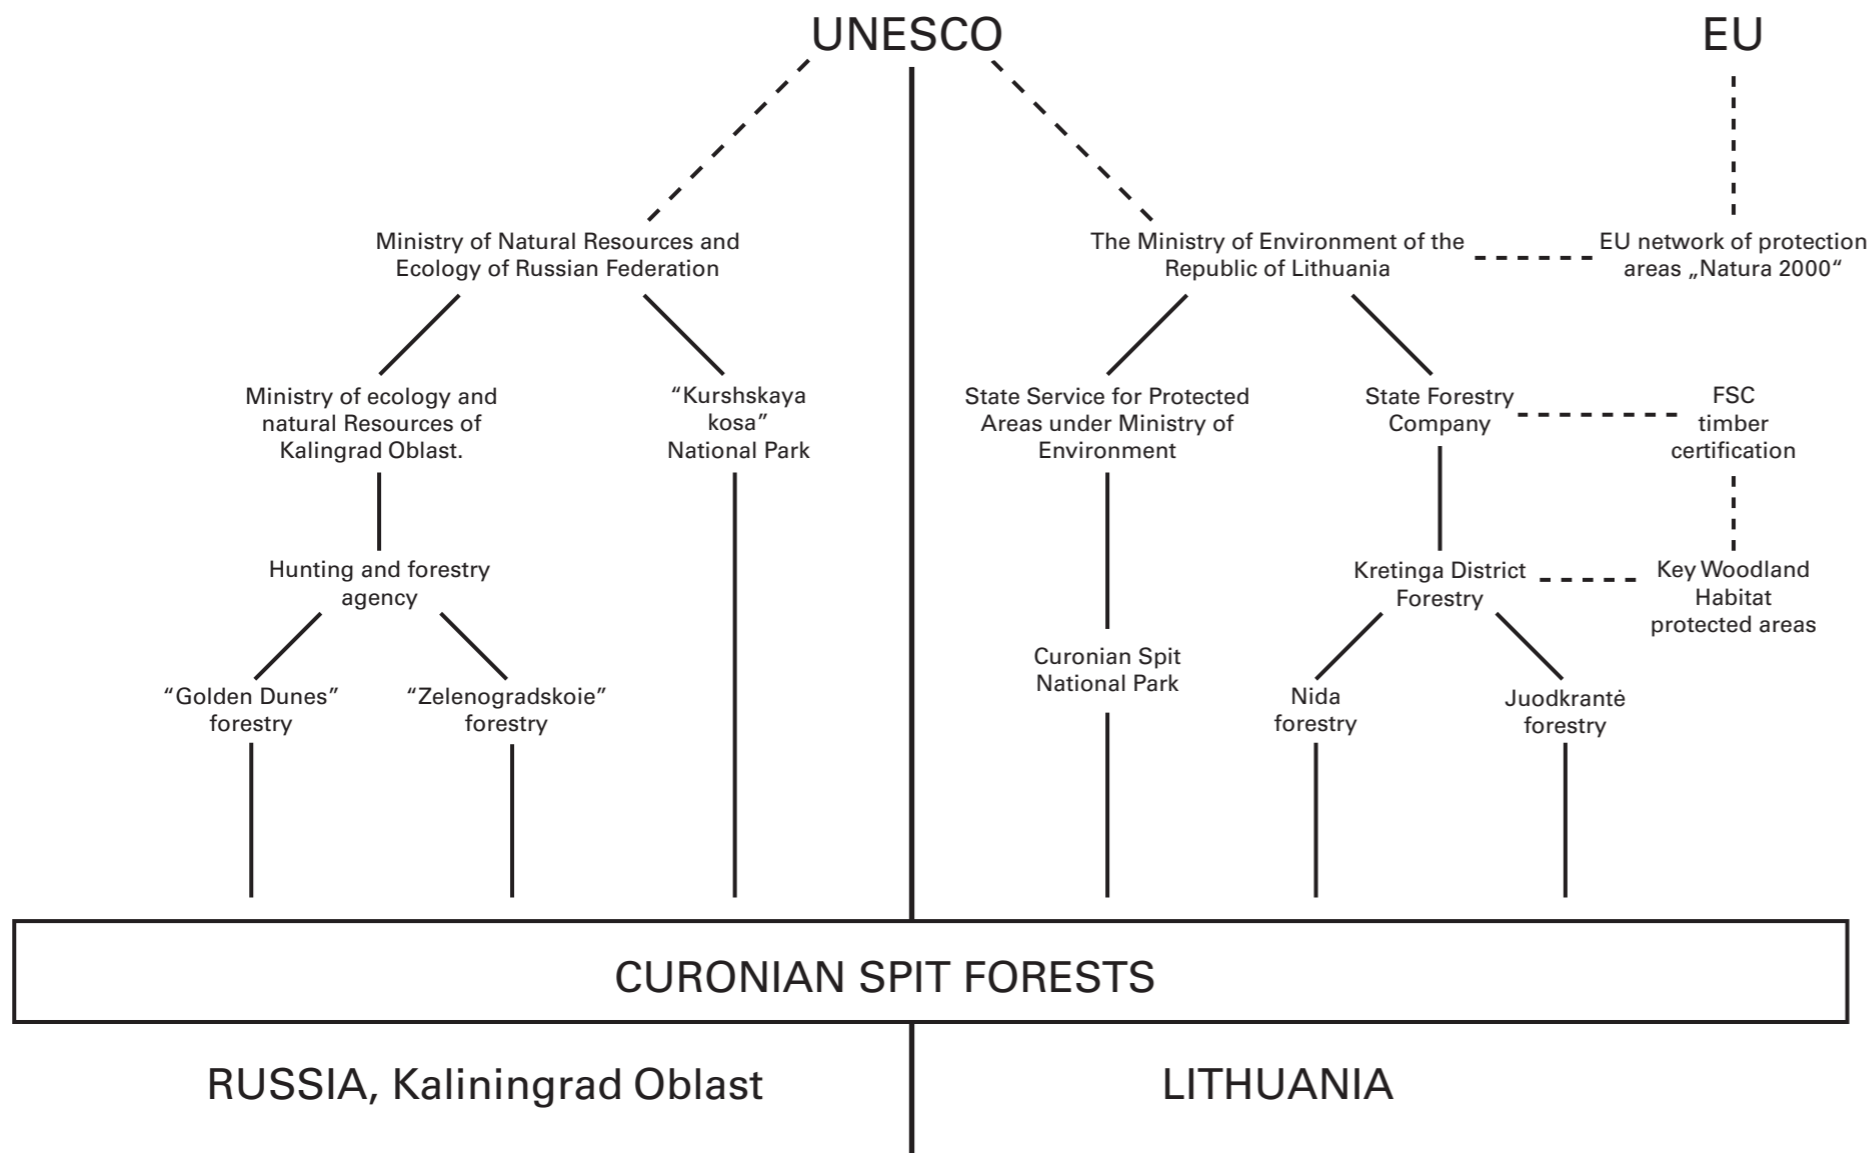 UNESCO
EU
Ministry of Natural Resources and
Ecology of Russian Federation
The Ministry of Environment of the
Republic of Lithuania
EU network of protection
areas „Natura 2000“
Ministry of ecology and
natural Resources of
Kalingrad Oblast.
“Kurshskaya
kosa”
National Park
State Service for Protected
Areas under Ministry of
Environment
State Forestry
Company
FSC
timber
certification
Hunting and forestry
agency
Kretinga District
Forestry
Key Woodland
Habitat
protected areas
“Golden Dunes”
forestry
“Zelenogradskoie”
forestry
Curonian Spit
National Park
Nida
forestry
Juodkrantė
forestry
CURONIAN SPIT FORESTS
RUSSIA, Kaliningrad Oblast
LITHUANIA